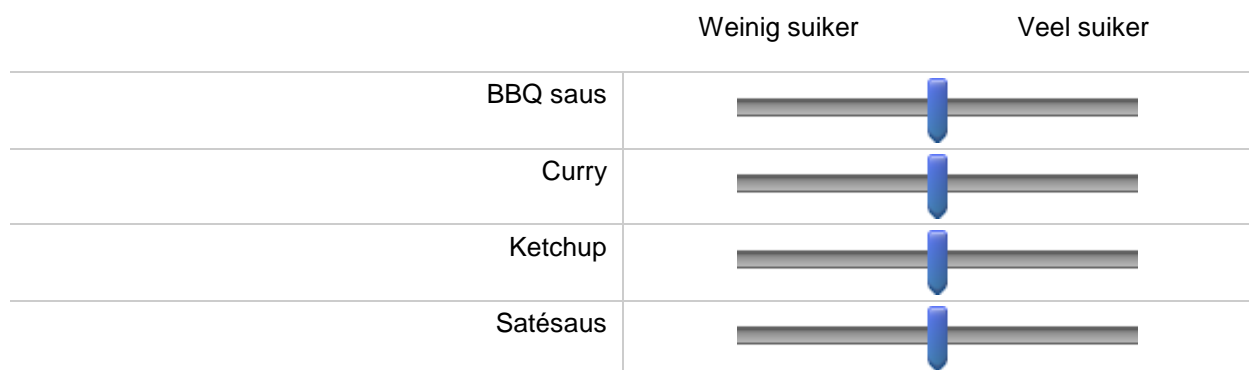 Weinig suiker Veel suiker
BBQ saus
Curry
Ketchup
Satésaus